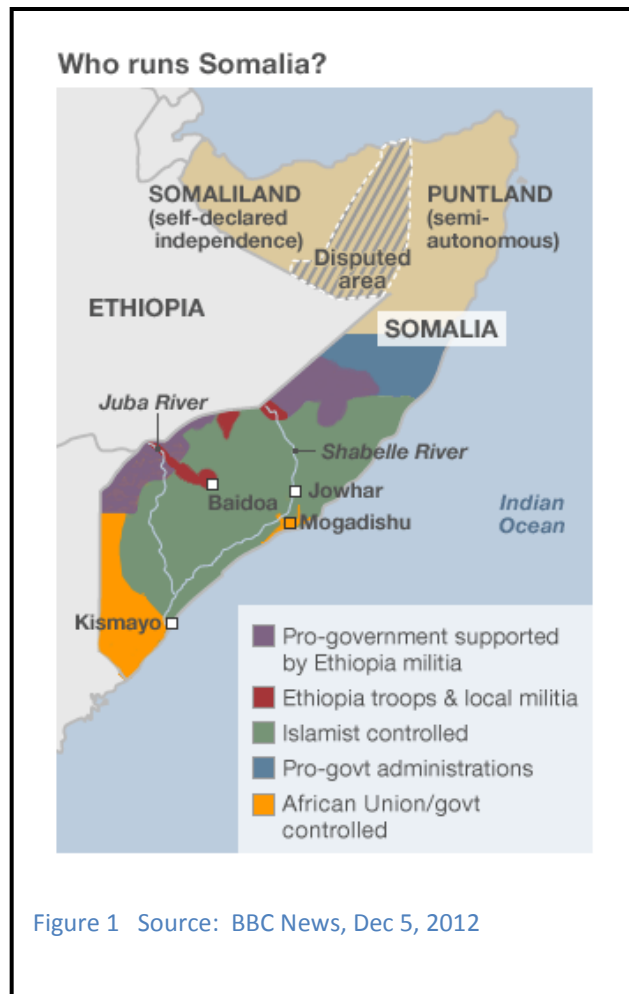 Who runs Somalia?
SOMALILAND
(self-declared
independence)
PUNTLAND
(semi-
autonomous)
Disputed
area
ETHIOPIA
SOMALIA
Juba River
Shabelle River
Baidoa
Jowhar
Mogadishu
Indian
Ocean
Kismayo
Pro-government supported
by Ethiopia militia
Ethiopia troops & local militia
Islamist controlled
Pro-govt administrations
African Union/govt
controlled
Figure 1 Source: BBC News, Dec 5, 2012